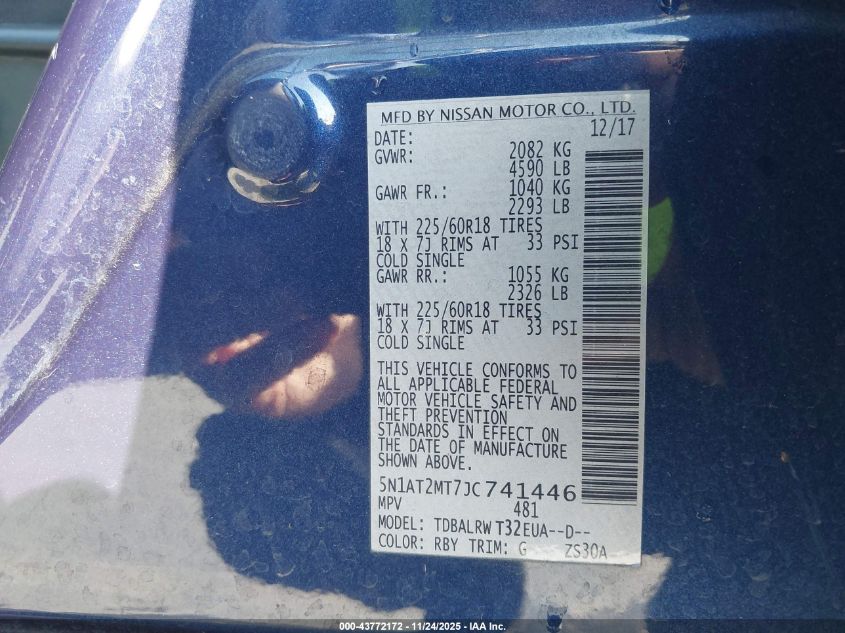 MFD BY NISSAN MOTOR CO., LTD.
DATE: 12/17
GVWR: 2082 KG
4590 LB
GAWR FR.: 1040 KG
2293 LB
WITH 225/60R18 TIRES
18 X 7J RIMS AT 33 PSI
COLD SINGLE
GAWR RR.: 1055 KG
2326 LB
WITH 225/60R18 TIRES
18 X 7J RIMS AT 33 PSI
COLD SINGLE
THIS VEHICLE CONFORMS TO
ALL APPLICABLE FEDERAL
MOTOR VEHICLE SAFETY AND
THEFT PREVENTION
STANDARDS IN EFFECT ON
THE DATE OF MANUFACTURE
SHOWN ABOVE.
5N1AT2MT7JC741446
MPV 481
MODEL: TDBALRW T32EUA--D--
COLOR: RBY TRIM: G ZS30A
000-43772172 • 11/24/2025 - IAA Inc.